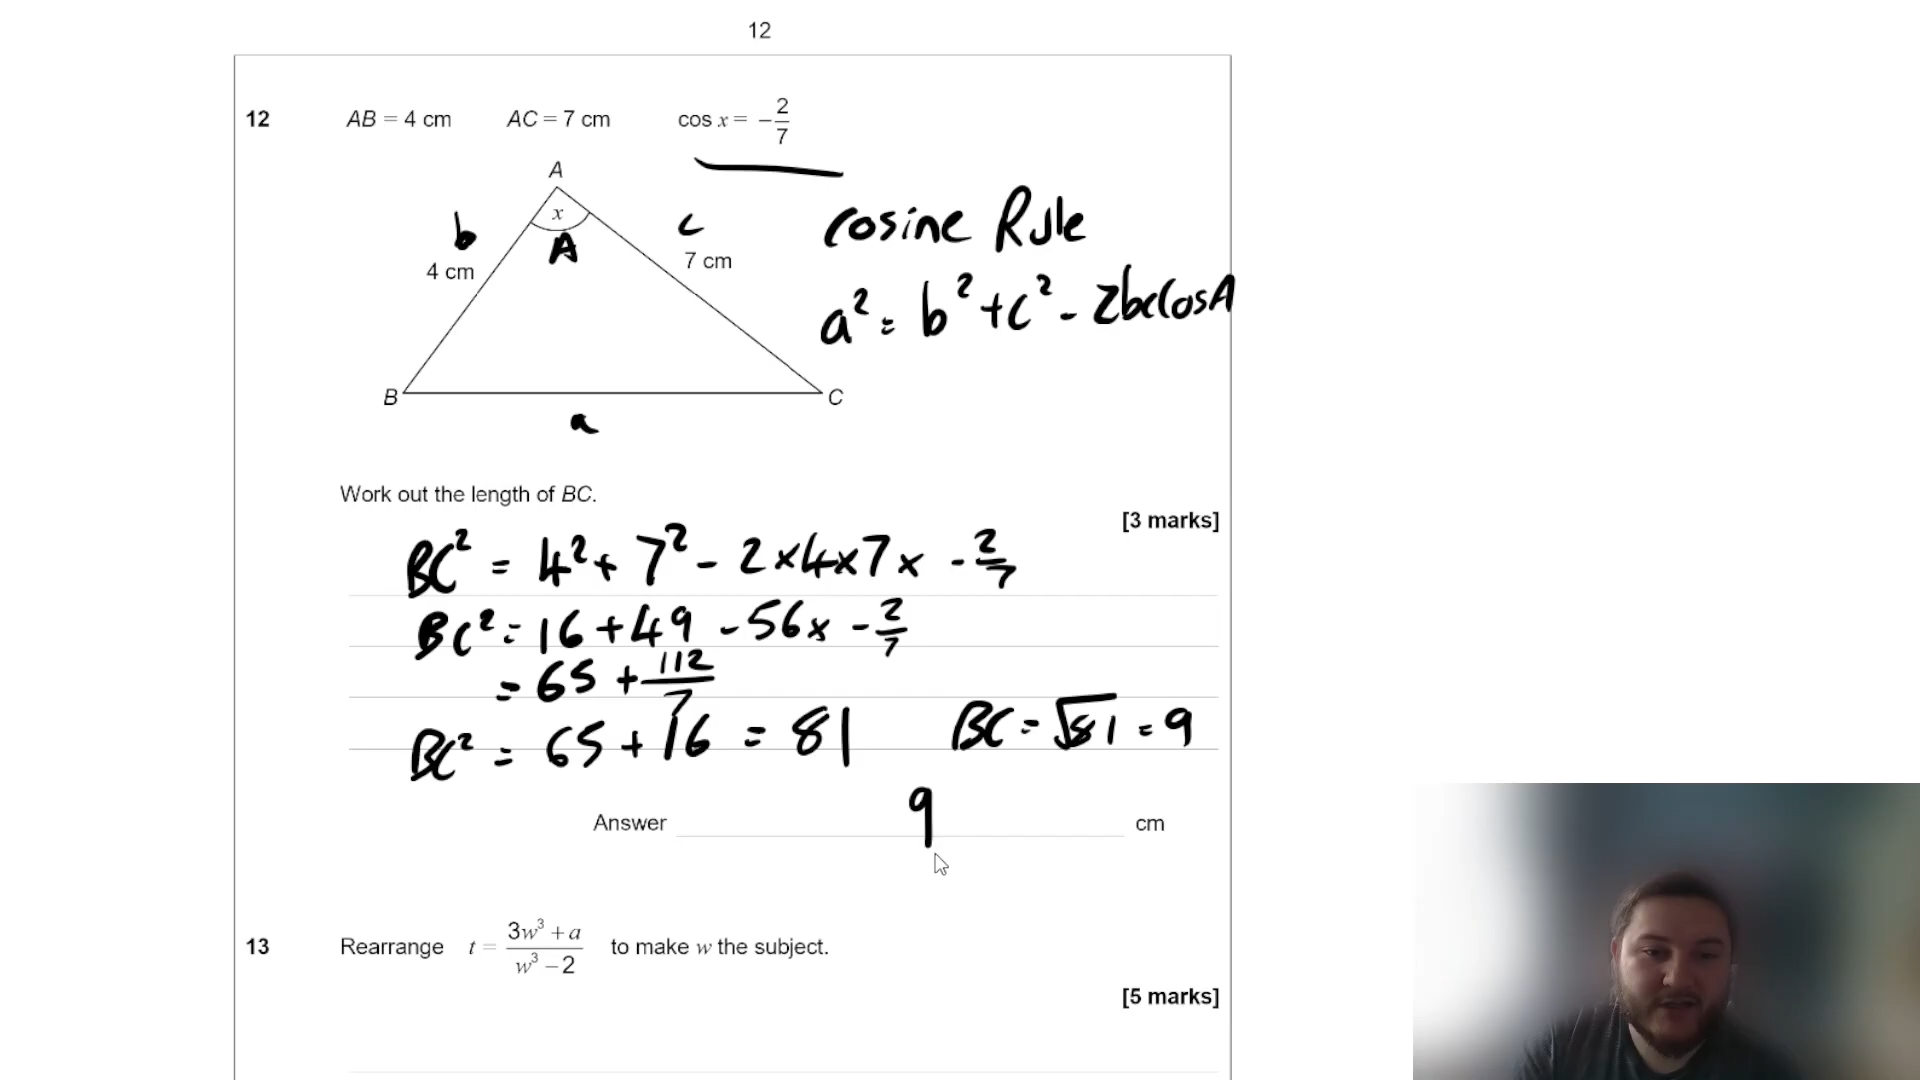 12
12 AB = 4 cm AC = 7 cm cos x = −2/7
A
x
b
A
c
4 cm
7 cm
B
C
a
Cosine Rule
a² = b² + c² - 2bcCosA
Work out the length of BC.
[3 marks]
BC² = 4² + 7² - 2×4×7× -2/7
BC² = 16 + 49 - 56× -2/7
= 65 + 112/7
BC² = 65 + 16 = 81 BC = √81 = 9
Answer 9 cm
13 Rearrange t = (3w³ + a)/(w³ − 2) to make w the subject.
[5 marks]